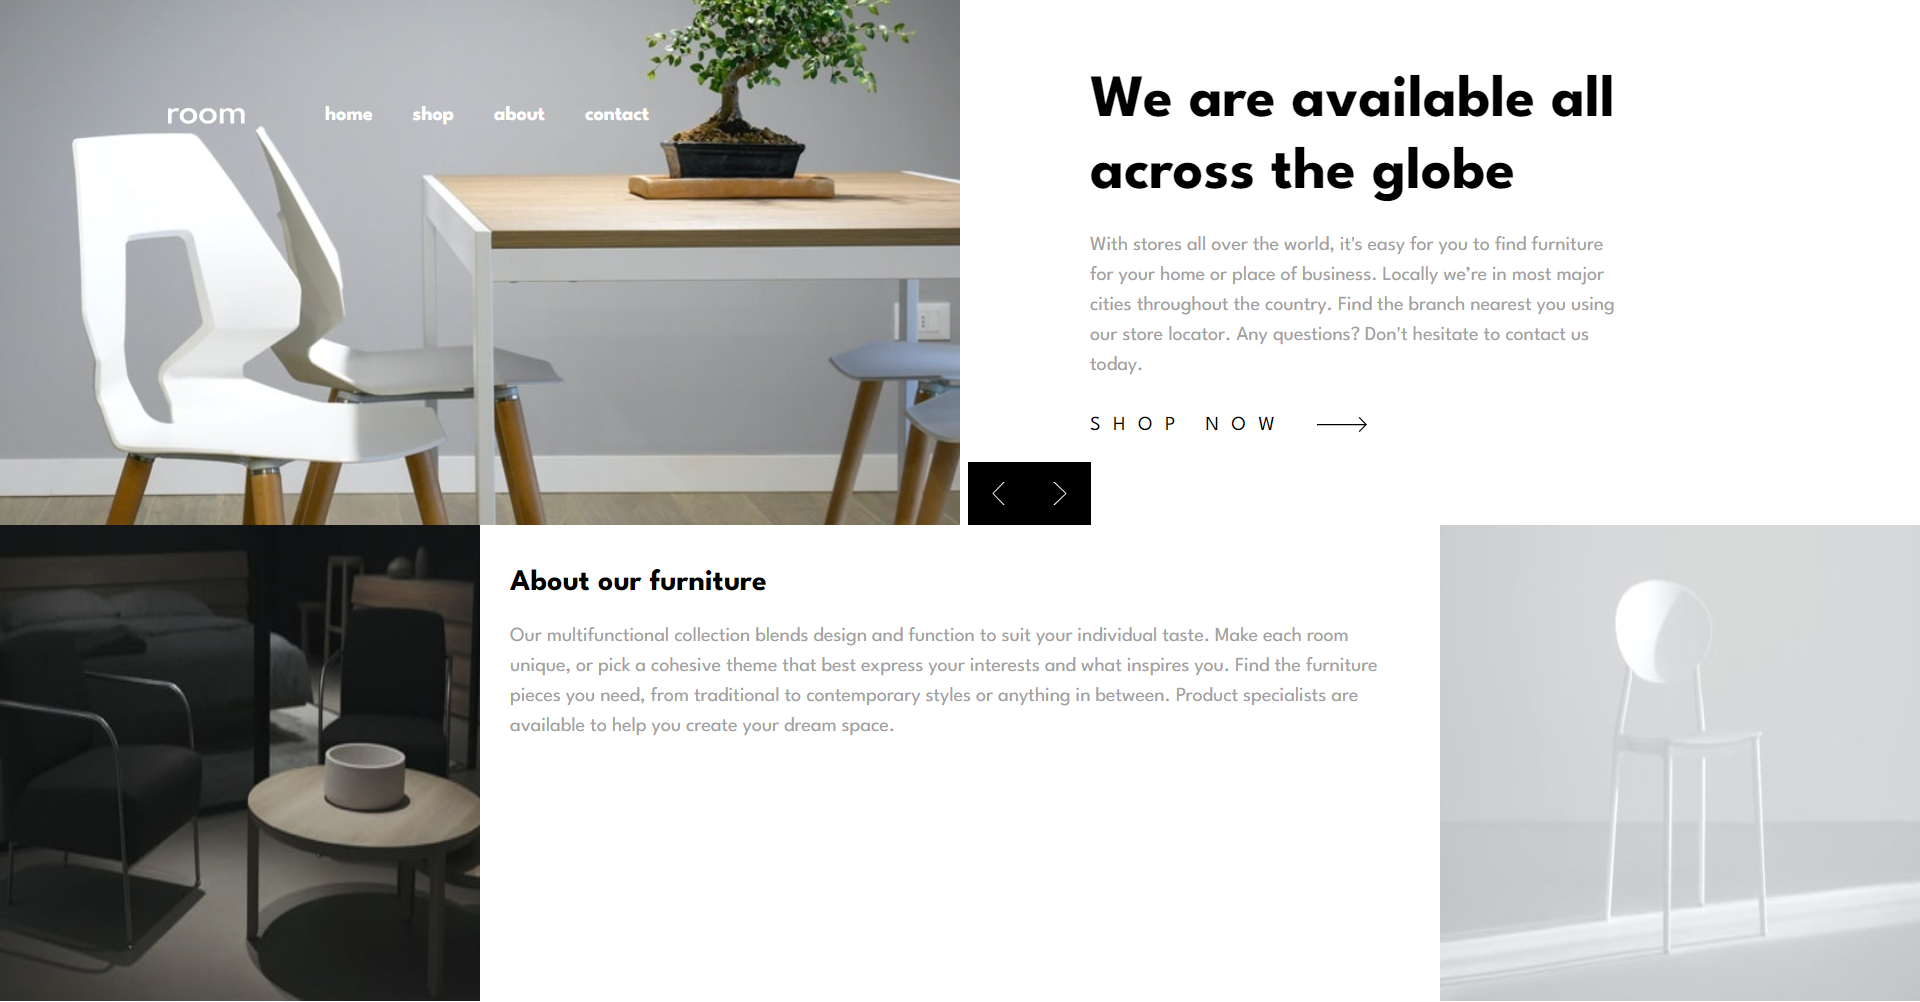 room
home shop about contact
We are available all
across the globe
With stores all over the world, it's easy for you to find furniture
for your home or place of business. Locally we’re in most major
cities throughout the country. Find the branch nearest you using
our store locator. Any questions? Don't hesitate to contact us
today.
SHOP NOW
About our furniture
Our multifunctional collection blends design and function to suit your individual taste. Make each room
unique, or pick a cohesive theme that best express your interests and what inspires you. Find the furniture
pieces you need, from traditional to contemporary styles or anything in between. Product specialists are
available to help you create your dream space.